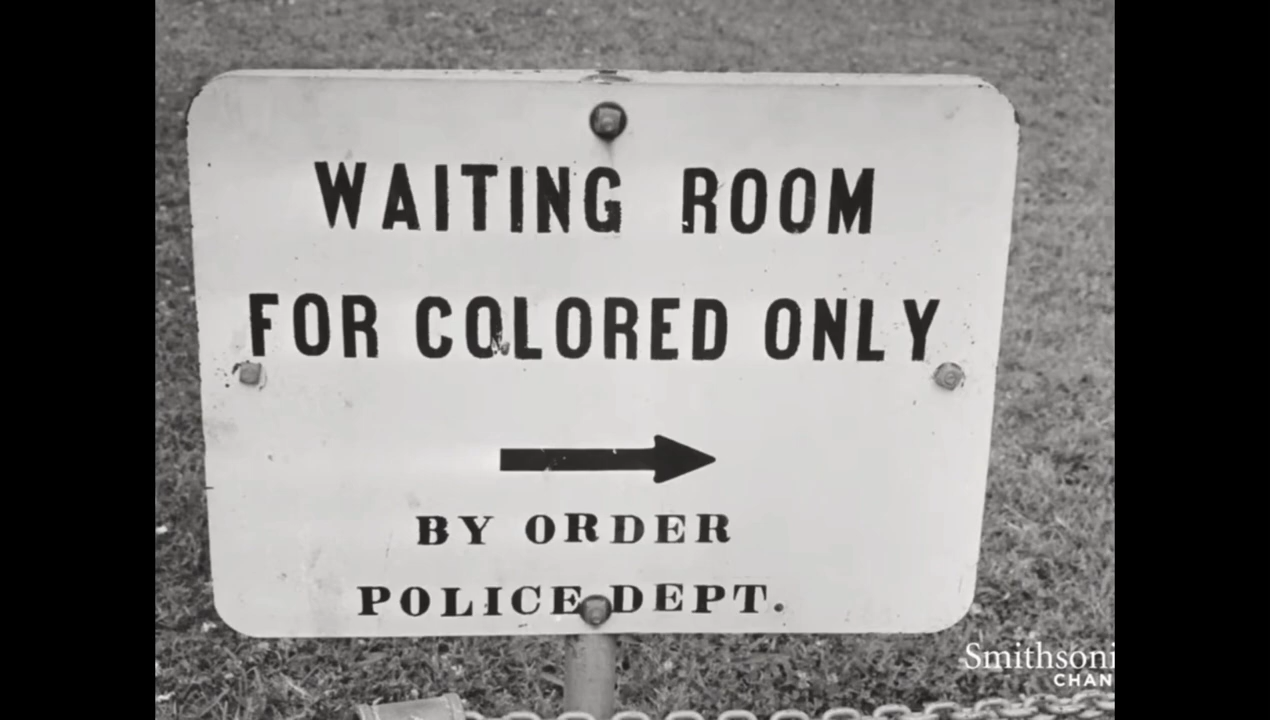 WAITING ROOM
FOR COLORED ONLY
BY ORDER
POLICE DEPT.
Smithsoni
CHAN